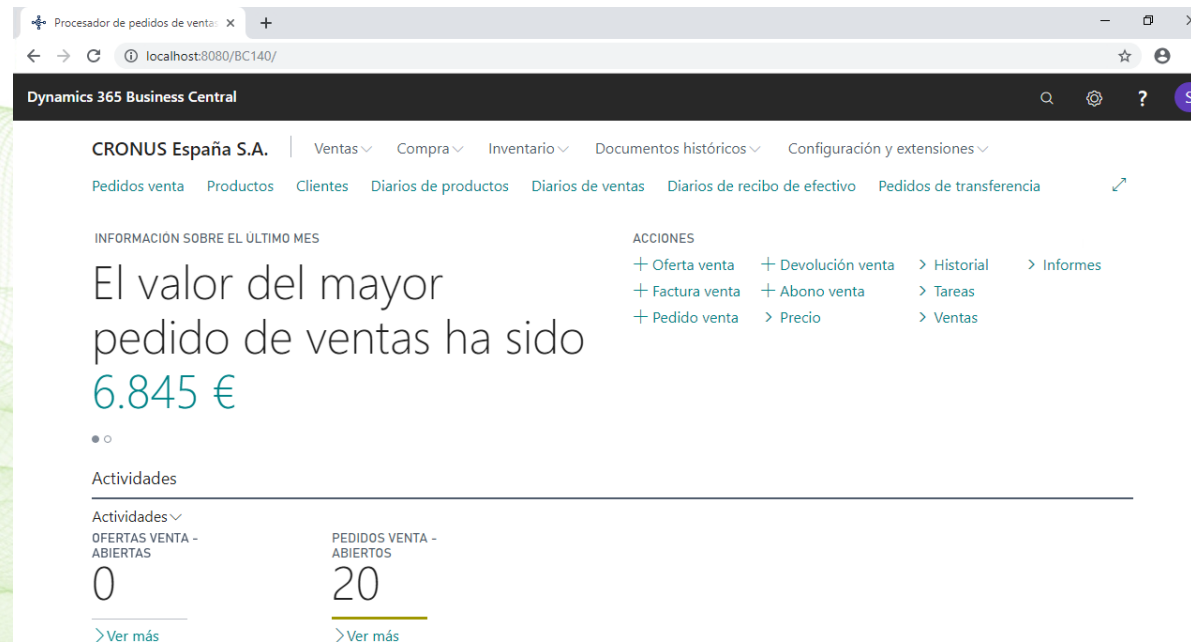 Procesador de pedidos de ventas
localhost:8080/BC140/
Dynamics 365 Business Central
?
S
CRONUS España S.A.
Ventas Compra Inventario Documentos históricos Configuración y extensiones
Pedidos venta Productos Clientes Diarios de productos Diarios de ventas Diarios de recibo de efectivo Pedidos de transferencia
INFORMACIÓN SOBRE EL ÚLTIMO MES
El valor del mayor
pedido de ventas ha sido
6.845 €
ACCIONES
+ Oferta venta + Devolución venta > Historial > Informes
+ Factura venta + Abono venta > Tareas
+ Pedido venta > Precio > Ventas
Actividades
Actividades
OFERTAS VENTA -
ABIERTAS
0
>Ver más
PEDIDOS VENTA -
ABIERTOS
20
>Ver más